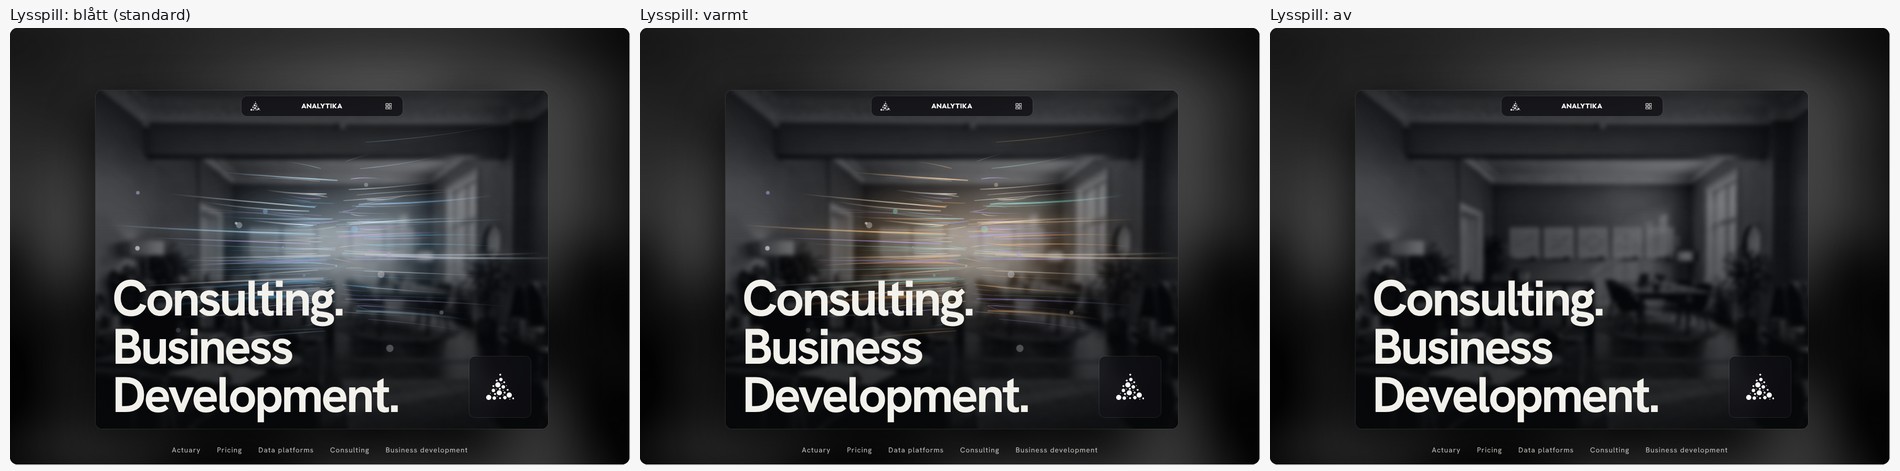 Lysspill: blått (standard)
ANALYTIKA
Consulting.
Business
Development.
Actuary Pricing Data platforms Consulting Business development
Lysspill: varmt
ANALYTIKA
Consulting.
Business
Development.
Actuary Pricing Data platforms Consulting Business development
Lysspill: av
ANALYTIKA
Consulting.
Business
Development.
Actuary Pricing Data platforms Consulting Business development